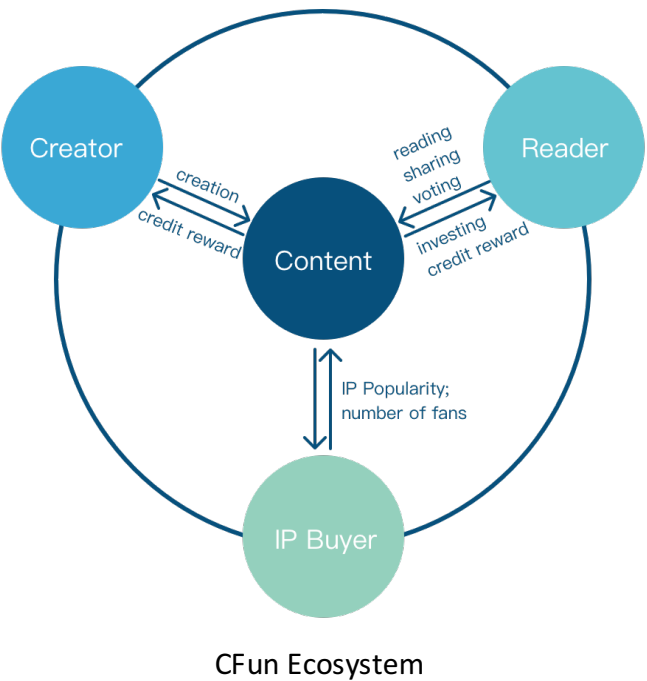 Creator
Reader
reading
sharing
voting
creation
credit reward
Content
investing
credit reward
IP Popularity;
number of fans
IP Buyer
CFun Ecosystem